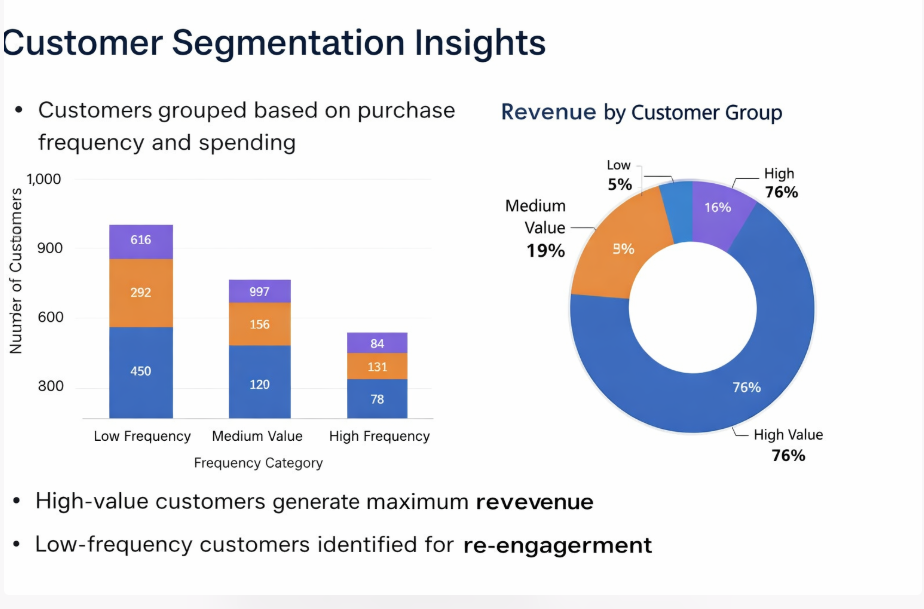 Customer Segmentation Insights
• Customers grouped based on purchase
frequency and spending
Nuumer of Customers
1,000
900
600
800
616
292
450
997
156
120
84
131
78
Low Frequency
Medium Value
High Frequency
Frequency Category
Revenue by Customer Group
Low
5%
High
76%
Medium
Value
19%
16%
9%
76%
High Value
76%
• High-value customers generate maximum revevenue
• Low-frequency customers identified for re-engagerment